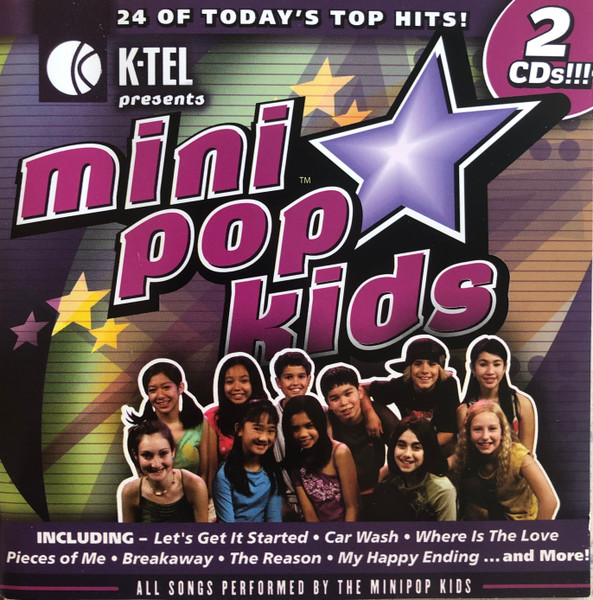 24 OF TODAY'S TOP HITS!
2
CDs!!!
K
K-TEL
presents
mini
pop
kids
TM
INCLUDING – Let's Get It Started • Car Wash • Where Is The Love
Pieces of Me • Breakaway • The Reason • My Happy Ending ... and More!
ALL SONGS PERFORMED BY THE MINIPOP KIDS